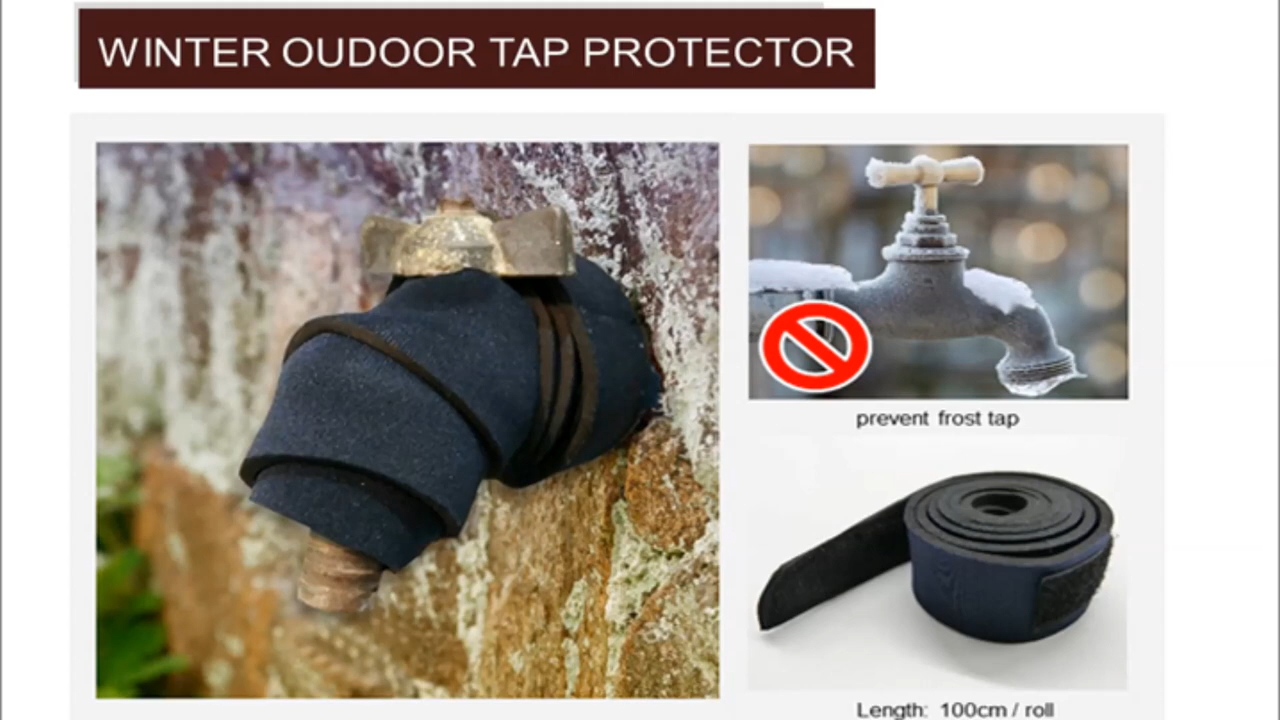 WINTER OUDOOR TAP PROTECTOR
prevent frost tap
Length: 100cm / roll